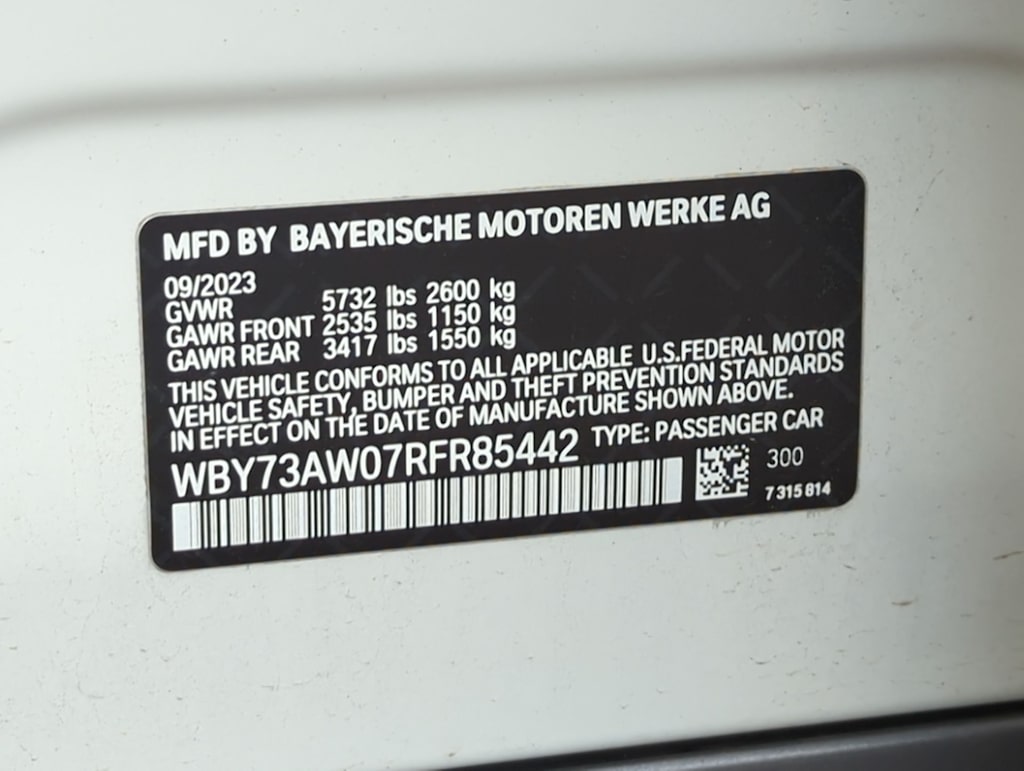 MFD BY BAYERISCHE MOTOREN WERKE AG
09/2023
GVWR 5732 lbs 2600 kg
GAWR FRONT 2535 lbs 1150 kg
GAWR REAR 3417 lbs 1550 kg
THIS VEHICLE CONFORMS TO ALL APPLICABLE U.S.FEDERAL MOTOR
VEHICLE SAFETY, BUMPER AND THEFT PREVENTION STANDARDS
IN EFFECT ON THE DATE OF MANUFACTURE SHOWN ABOVE.
WBY73AW07RFR85442 TYPE: PASSENGER CAR
300
7 315 814